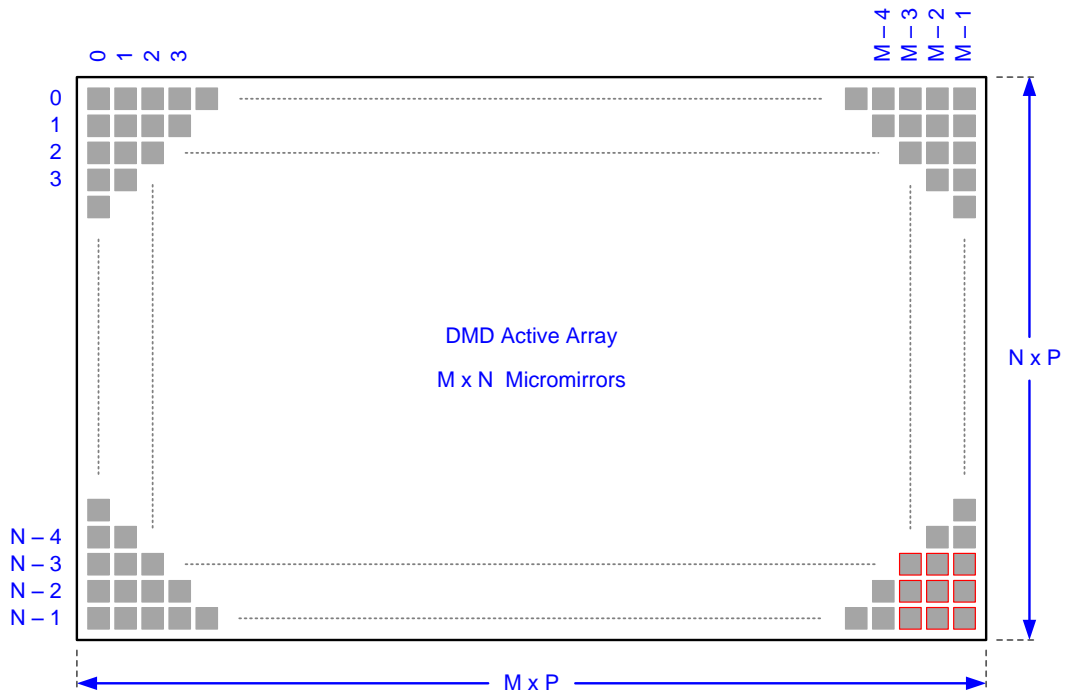 0 1 2 3
M – 4 M – 3 M – 2 M – 1
0
1
2
3
DMD Active Array
M x N Micromirrors
N x P
N – 4
N – 3
N – 2
N – 1
M x P